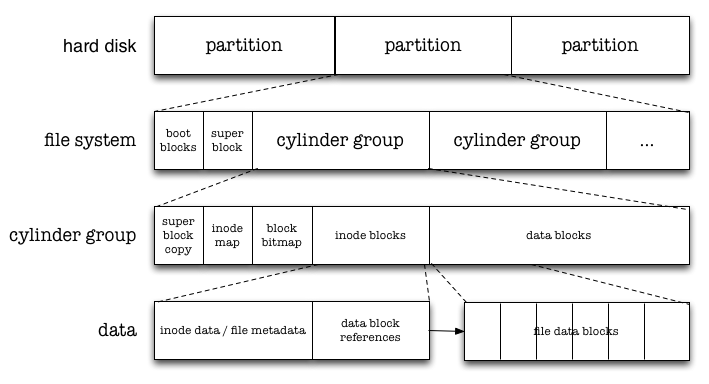 hard disk
partition
partition
partition
file system
boot
blocks
super
block
cylinder group
cylinder group
...
cylinder group
super
block
copy
inode
map
block
bitmap
inode blocks
data blocks
data
inode data / file metadata
data block
references
file data blocks